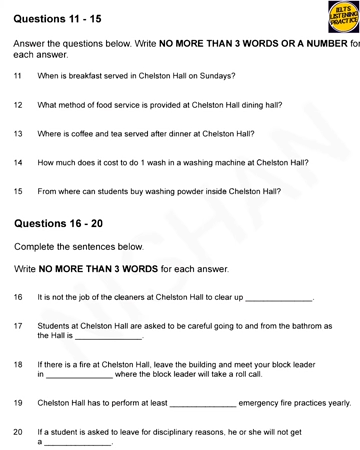 IELTS
LISTENING
PRACTICE
Questions 11 - 15
Answer the questions below. Write NO MORE THAN 3 WORDS OR A NUMBER for
each answer.
11 When is breakfast served in Chelston Hall on Sundays?
12 What method of food service is provided at Chelston Hall dining hall?
13 Where is coffee and tea served after dinner at Chelston Hall?
14 How much does it cost to do 1 wash in a washing machine at Chelston Hall?
15 From where can students buy washing powder inside Chelston Hall?
Questions 16 - 20
Complete the sentences below.
Write NO MORE THAN 3 WORDS for each answer.
16 It is not the job of the cleaners at Chelston Hall to clear up ________________.
17 Students at Chelston Hall are asked to be careful going to and from the bathrom as
the Hall is ________________.
18 If there is a fire at Chelston Hall, leave the building and meet your block leader
in ________________ where the block leader will take a roll call.
19 Chelston Hall has to perform at least ________________ emergency fire practices yearly.
20 If a student is asked to leave for disciplinary reasons, he or she will not get
a ________________.